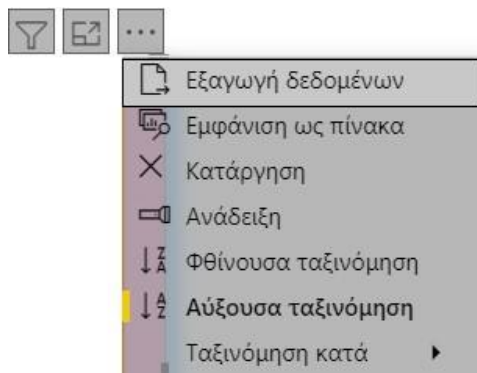 Εξαγωγή δεδομένων
Εμφάνιση ως πίνακα
Κατάργηση
Ανάδειξη
Φθίνουσα ταξινόμηση
Αύξουσα ταξινόμηση
Ταξινόμηση κατά